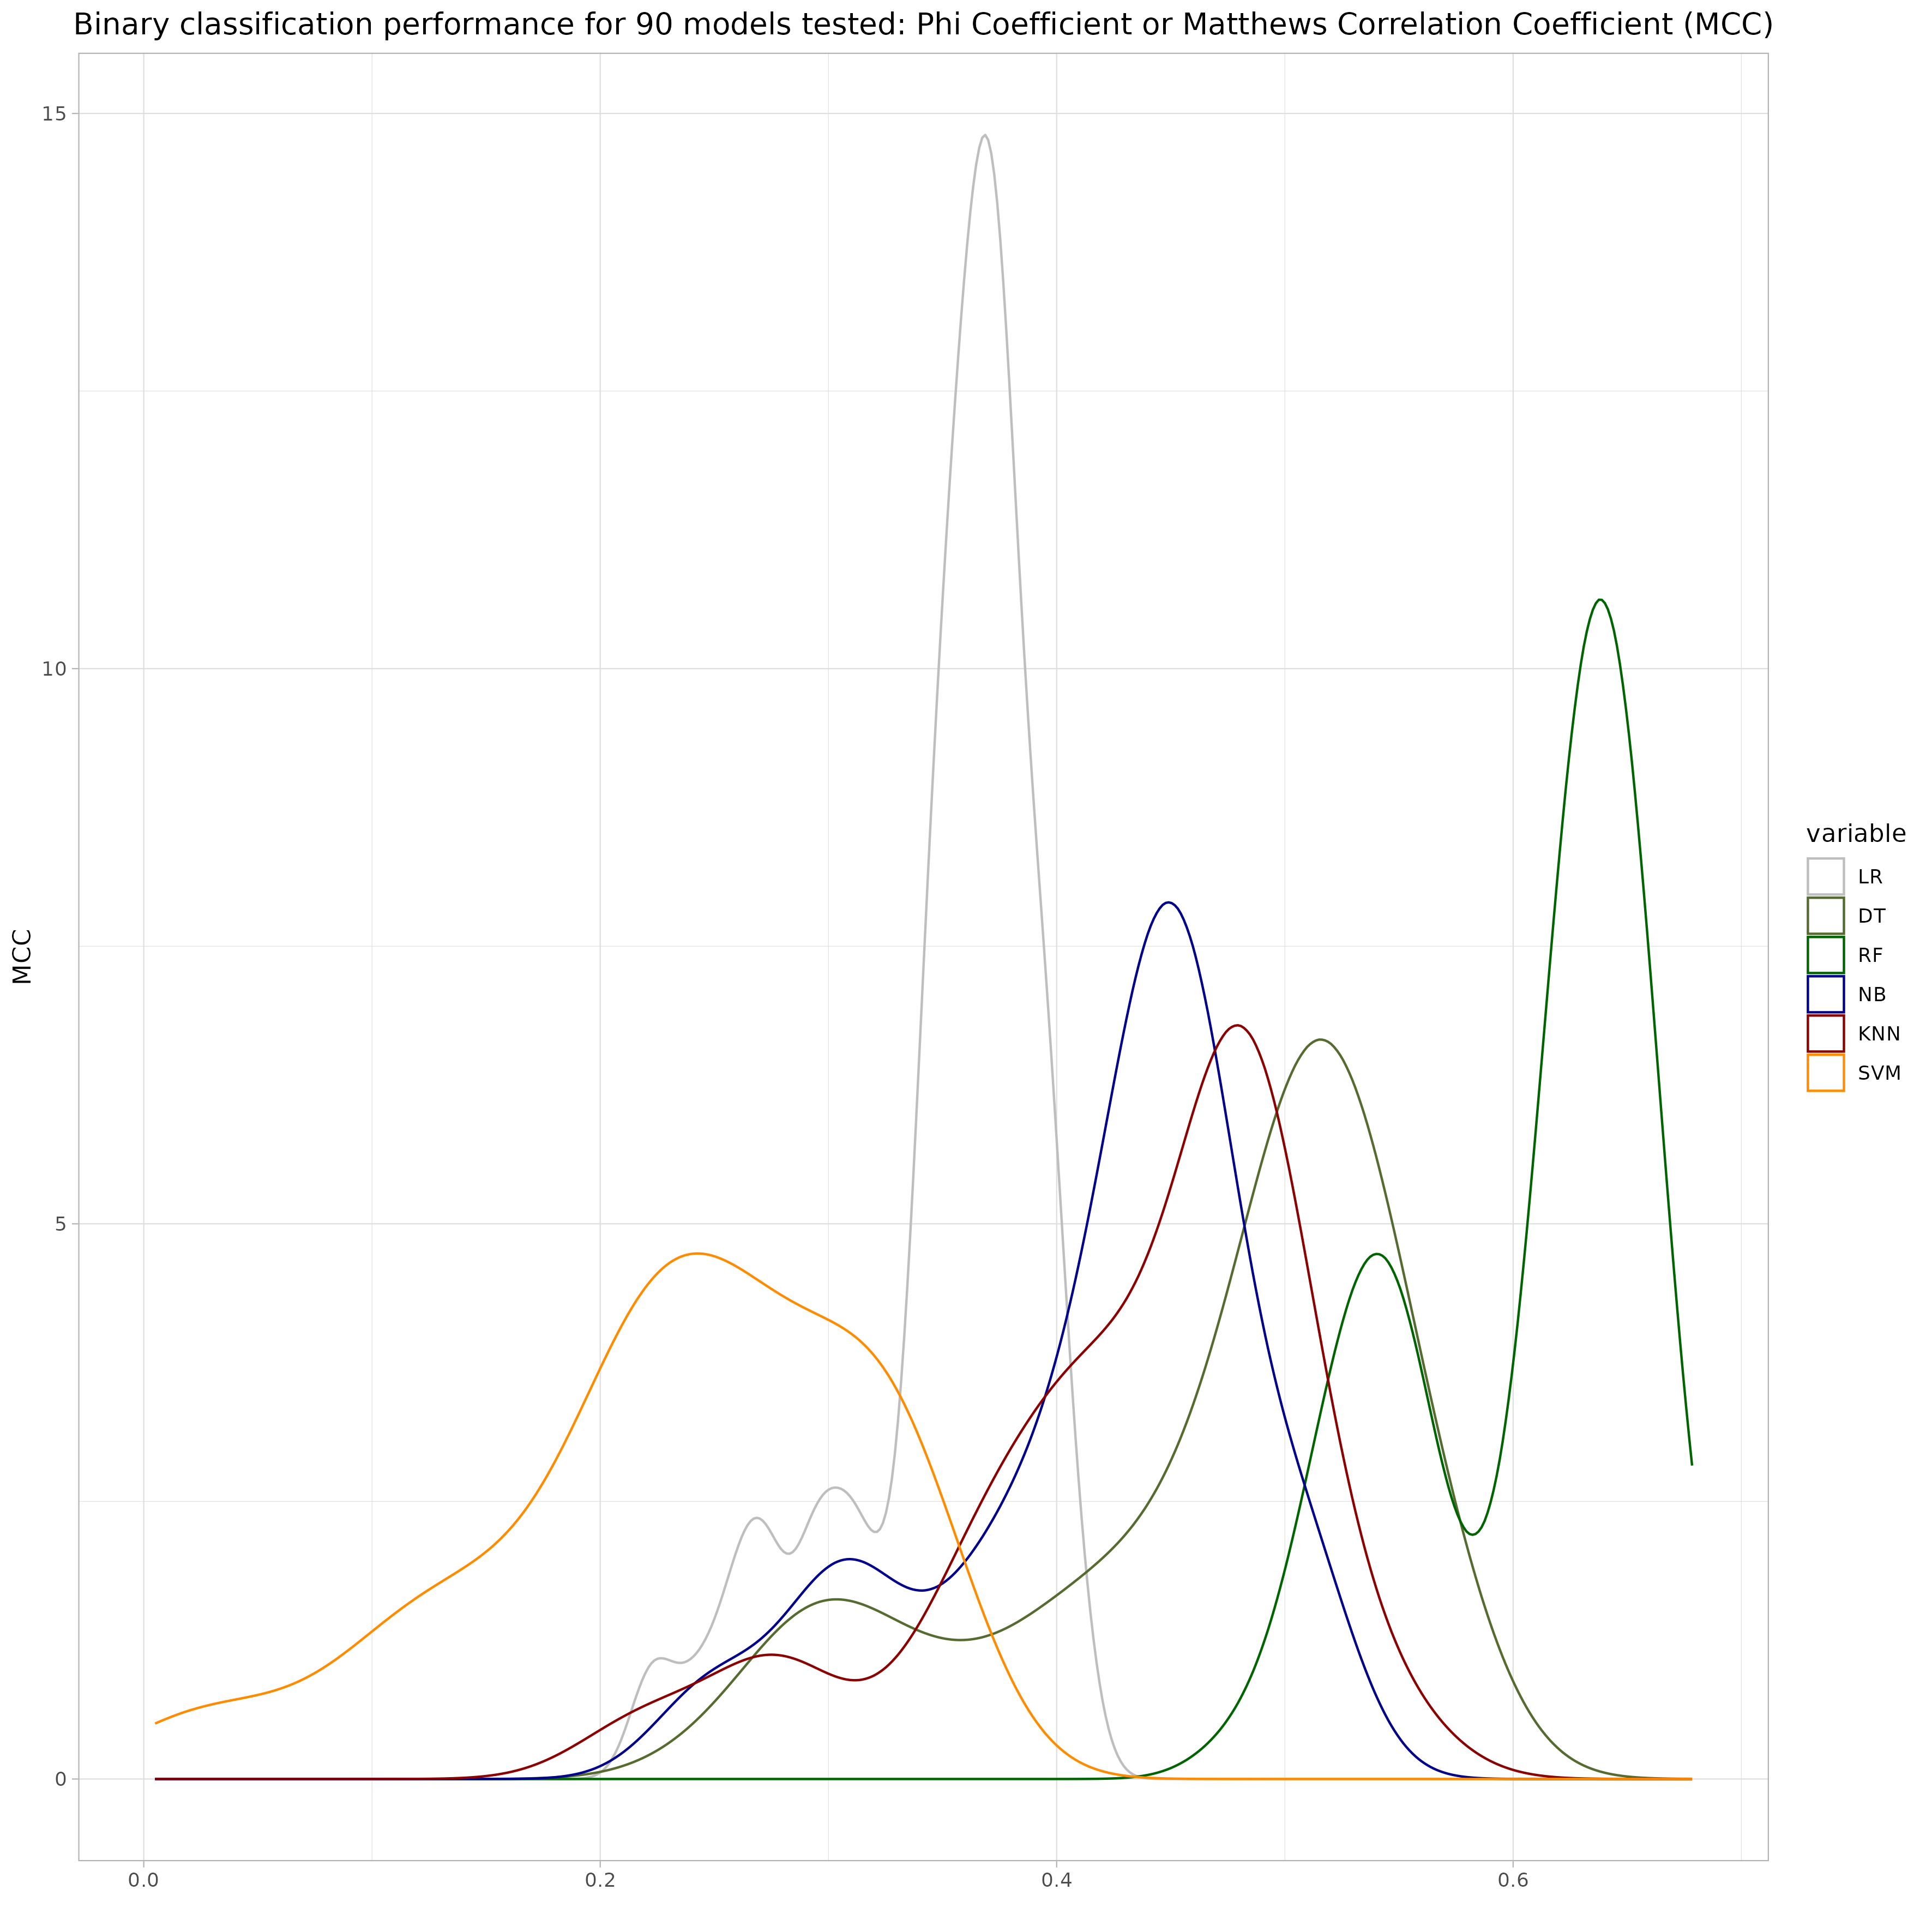 Binary classification performance for 90 models tested: Phi Coefficient or Matthews Correlation Coefficient (MCC)
15
10
5
0
MCC
0.0
0.2
0.4
0.6
variable
LR
DT
RF
NB
KNN
SVM